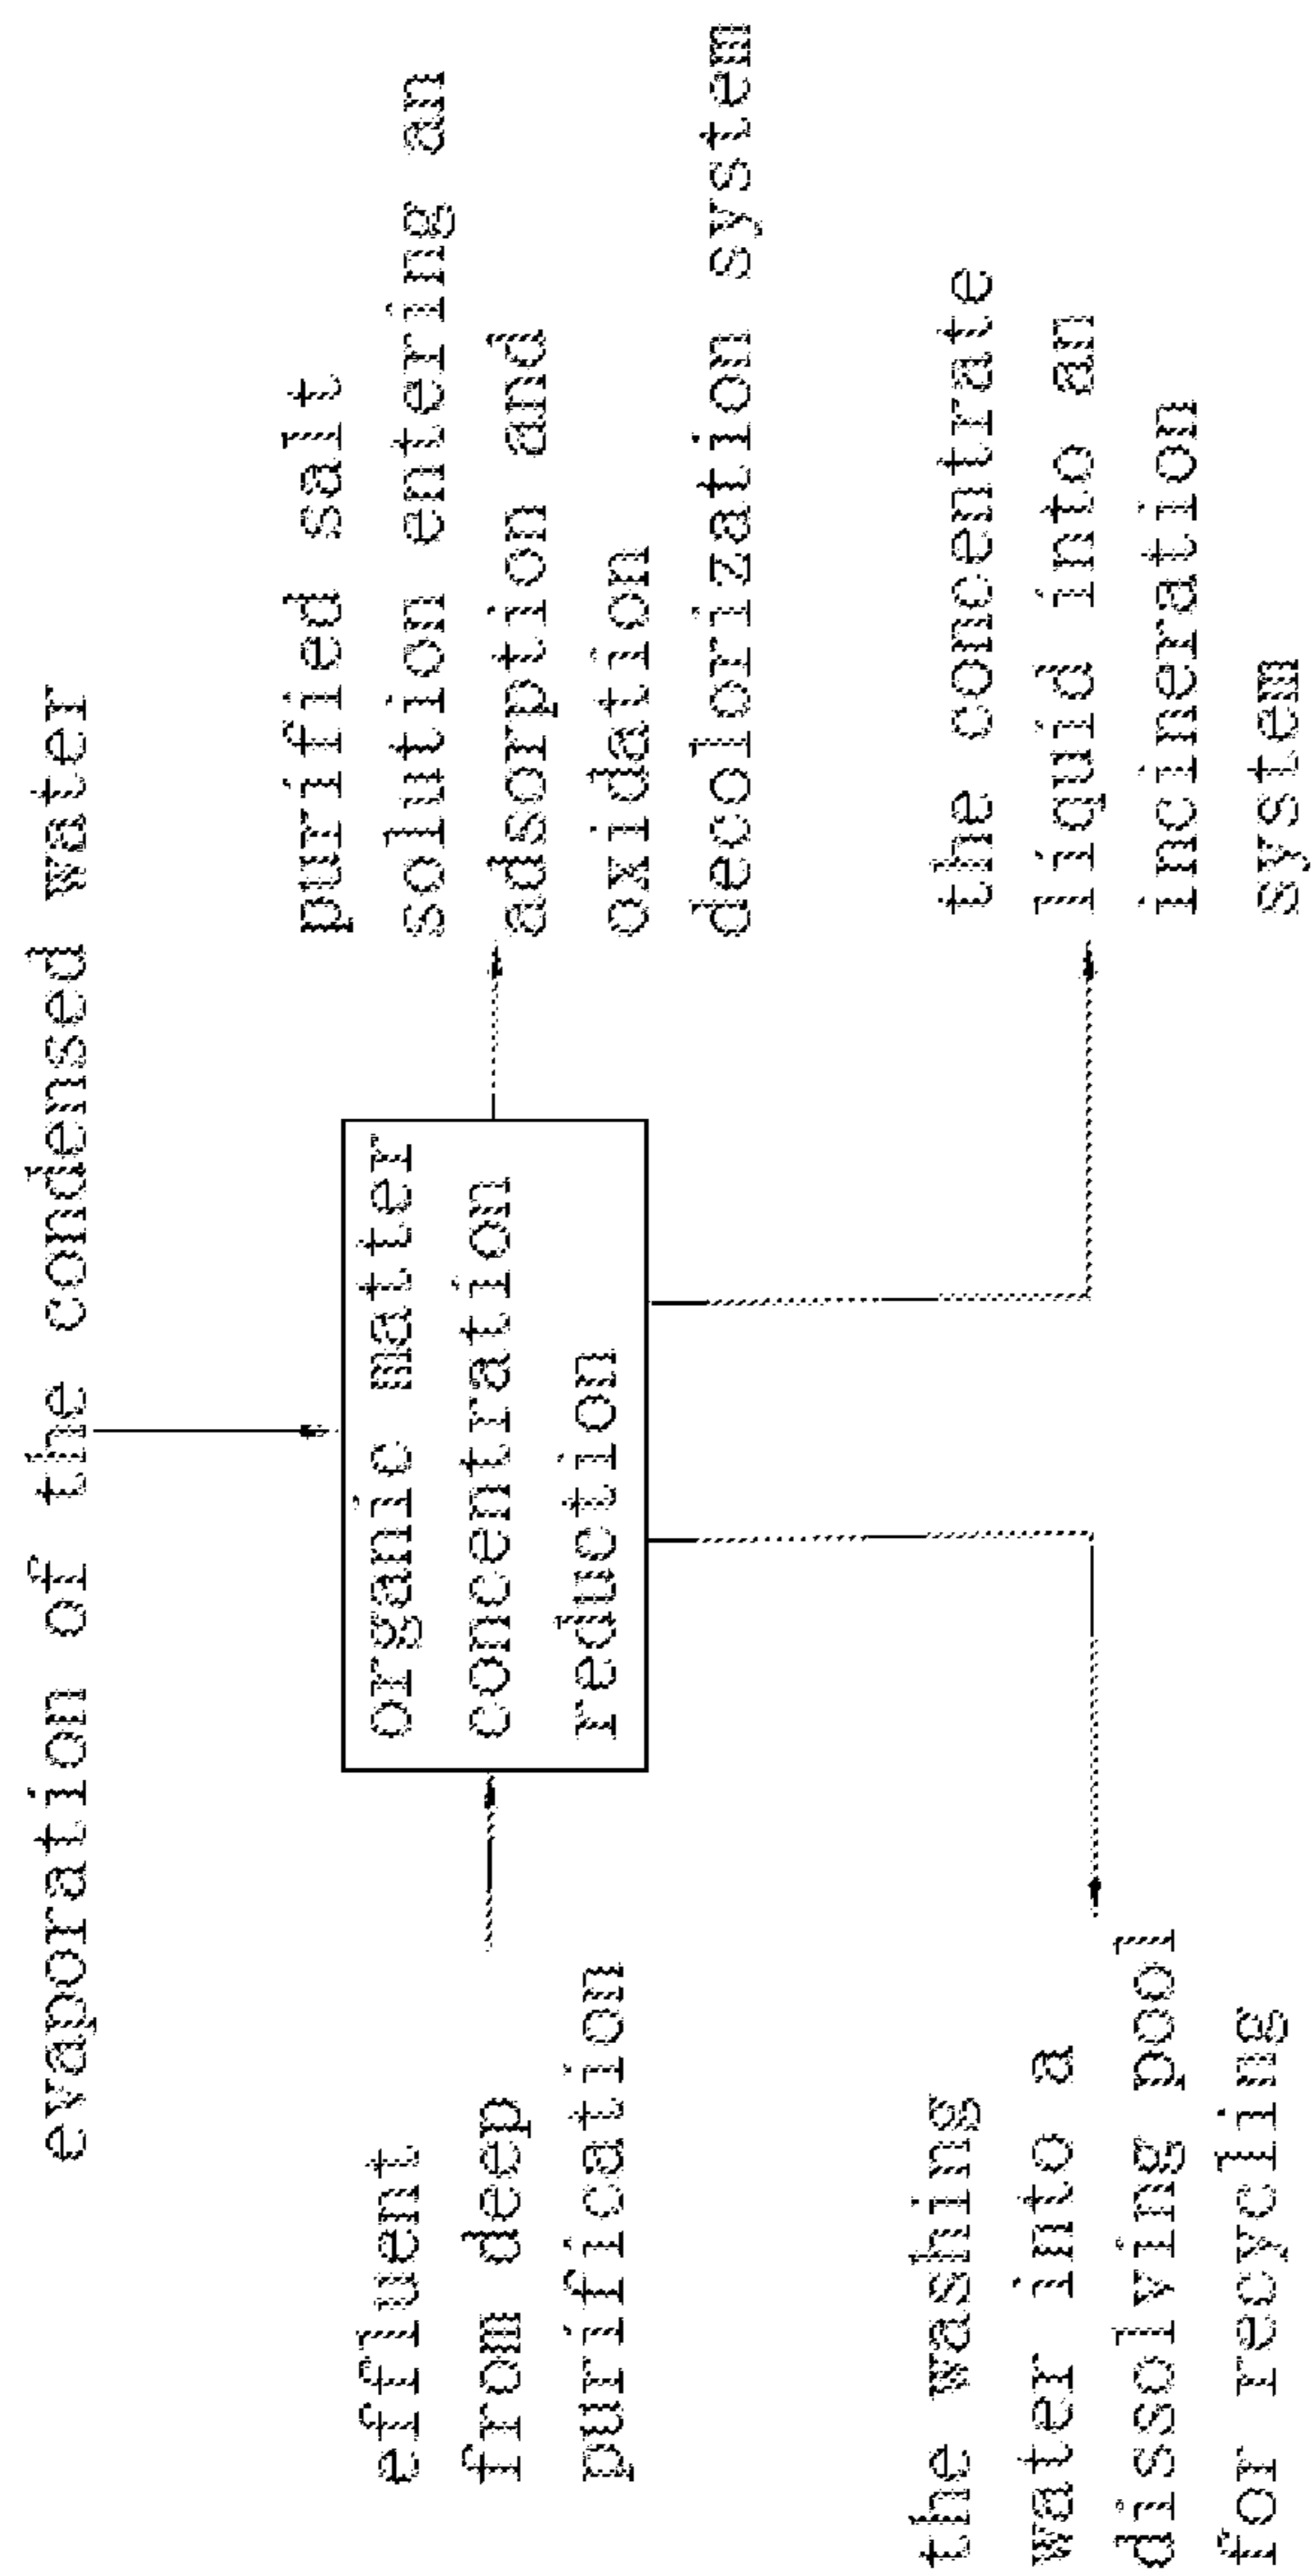 evaporation of the condensed water
effluent
from deep
purification
organic matter
concentration
reduction
purified salt
solution entering an
adsorption and
oxidation
decolorization system
the washing
water into a
dissolving pool
for recycling
the concentrate
liquid into an
incineration
system